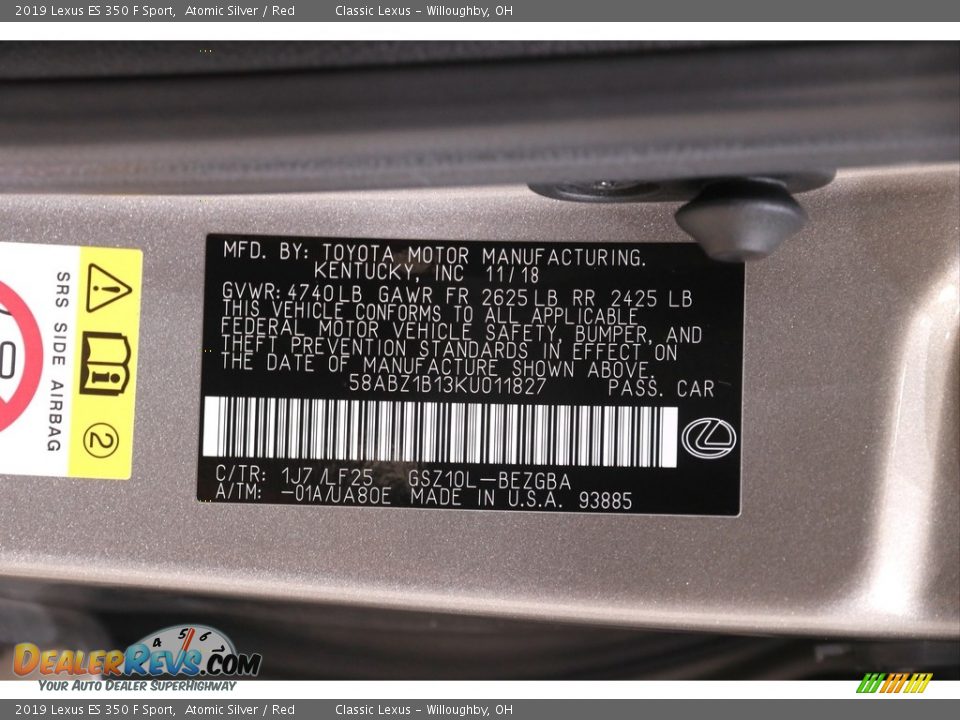 2019 Lexus ES 350 F Sport, Atomic Silver / Red Classic Lexus – Willoughby, OH
MFD. BY: TOYOTA MOTOR MANUFACTURING.
KENTUCKY, INC 11/18
GVWR: 4740LB GAWR FR 2625LB RR 2425 LB
THIS VEHICLE CONFORMS TO ALL APPLICABLE
FEDERAL MOTOR VEHICLE SAFETY, BUMPER, AND
THEFT PREVENTION STANDARDS IN EFFECT ON
THE DATE OF MANUFACTURE SHOWN ABOVE.
58ABZ1B13KU011827 PASS. CAR
C/TR: 1J7/LF25 GSZ10L-BEZGBA
A/TM: -01A/UA80E MADE IN U.S.A. 93885
SRS SIDE AIRBAG
2
4 5 6
DEALERREVS.COM
YOUR AUTO DEALER SUPERHIGHWAY
2019 Lexus ES 350 F Sport, Atomic Silver / Red Classic Lexus – Willoughby, OH